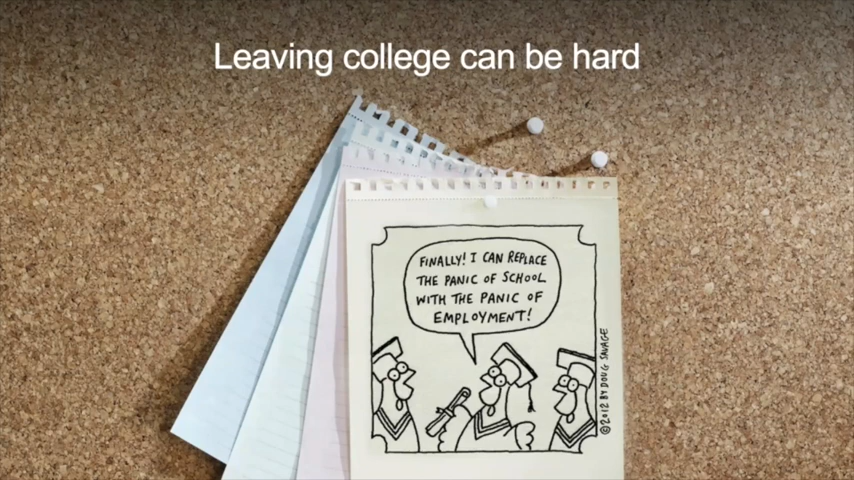 Leaving college can be hard
FINALLY! I CAN REPLACE
THE PANIC OF SCHOOL
WITH THE PANIC OF
EMPLOYMENT!
©2012 BY DOUG SAVAGE